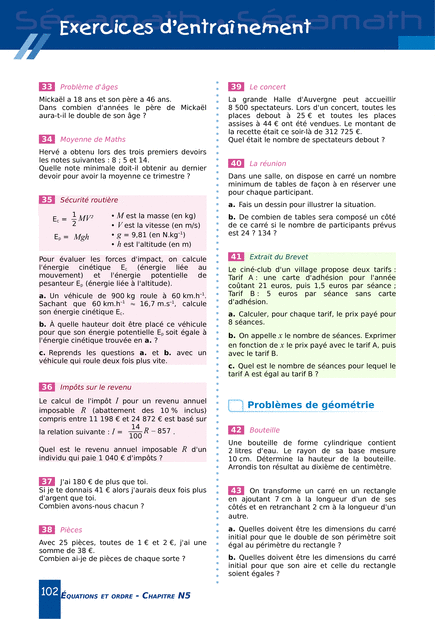 Sésamath Sésamath
Exercices d'entraînement
33 Problème d'âges
Mickaël a 18 ans et son père a 46 ans.
Dans combien d'années le père de Mickaël
aura-t-il le double de son âge ?
34 Moyenne de Maths
Hervé a obtenu lors des trois premiers devoirs
les notes suivantes : 8 ; 5 et 14.
Quelle note minimale doit-il obtenir au dernier
devoir pour avoir la moyenne ce trimestre ?
35 Sécurité routière
Ec = 1/2 MV²
Ep = Mgh
• M est la masse (en kg)
• V est la vitesse (en m/s)
• g = 9,81 (en N.kg⁻¹)
• h est l'altitude (en m)
Pour évaluer les forces d'impact, on calcule
l'énergie cinétique Ec (énergie liée au
mouvement) et l'énergie potentielle de
pesanteur Ep (énergie liée à l'altitude).
a. Un véhicule de 900 kg roule à 60 km.h⁻¹.
Sachant que 60 km.h⁻¹ ≈ 16,7 m.s⁻¹, calcule
son énergie cinétique Ec.
b. À quelle hauteur doit être placé ce véhicule
pour que son énergie potentielle Ep soit égale à
l'énergie cinétique trouvée en a. ?
c. Reprends les questions a. et b. avec un
véhicule qui roule deux fois plus vite.
36 Impôts sur le revenu
Le calcul de l'impôt I pour un revenu annuel
imposable R (abattement des 10 % inclus)
compris entre 11 198 € et 24 872 € est basé sur
la relation suivante : I = 14/100 R − 857 .
Quel est le revenu annuel imposable R d'un
individu qui paie 1 040 € d'impôts ?
37 J'ai 180 € de plus que toi.
Si je te donnais 41 € alors j'aurais deux fois plus
d'argent que toi.
Combien avons-nous chacun ?
38 Pièces
Avec 25 pièces, toutes de 1 € et 2 €, j'ai une
somme de 38 €.
Combien ai-je de pièces de chaque sorte ?
39 Le concert
La grande Halle d'Auvergne peut accueillir
8 500 spectateurs. Lors d'un concert, toutes les
places debout à 25 € et toutes les places
assises à 44 € ont été vendues. Le montant de
la recette était ce soir-là de 312 725 €.
Quel était le nombre de spectateurs debout ?
40 La réunion
Dans une salle, on dispose en carré un nombre
minimum de tables de façon à en réserver une
pour chaque participant.
a. Fais un dessin pour illustrer la situation.
b. De combien de tables sera composé un côté
de ce carré si le nombre de participants prévus
est 24 ? 134 ?
41 Extrait du Brevet
Le ciné-club d'un village propose deux tarifs :
Tarif A : une carte d'adhésion pour l'année
coûtant 21 euros, puis 1,5 euros par séance ;
Tarif B : 5 euros par séance sans carte
d'adhésion.
a. Calculer, pour chaque tarif, le prix payé pour
8 séances.
b. On appelle x le nombre de séances. Exprimer
en fonction de x le prix payé avec le tarif A, puis
avec le tarif B.
c. Quel est le nombre de séances pour lequel le
tarif A est égal au tarif B ?
Problèmes de géométrie
42 Bouteille
Une bouteille de forme cylindrique contient
2 litres d'eau. Le rayon de sa base mesure
10 cm. Détermine la hauteur de la bouteille.
Arrondis ton résultat au dixième de centimètre.
43 On transforme un carré en un rectangle
en ajoutant 7 cm à la longueur d'un de ses
côtés et en retranchant 2 cm à la longueur d'un
autre.
a. Quelles doivent être les dimensions du carré
initial pour que le double de son périmètre soit
égal au périmètre du rectangle ?
b. Quelles doivent être les dimensions du carré
initial pour que son aire et celle du rectangle
soient égales ?
102 Équations et ordre - Chapitre N5